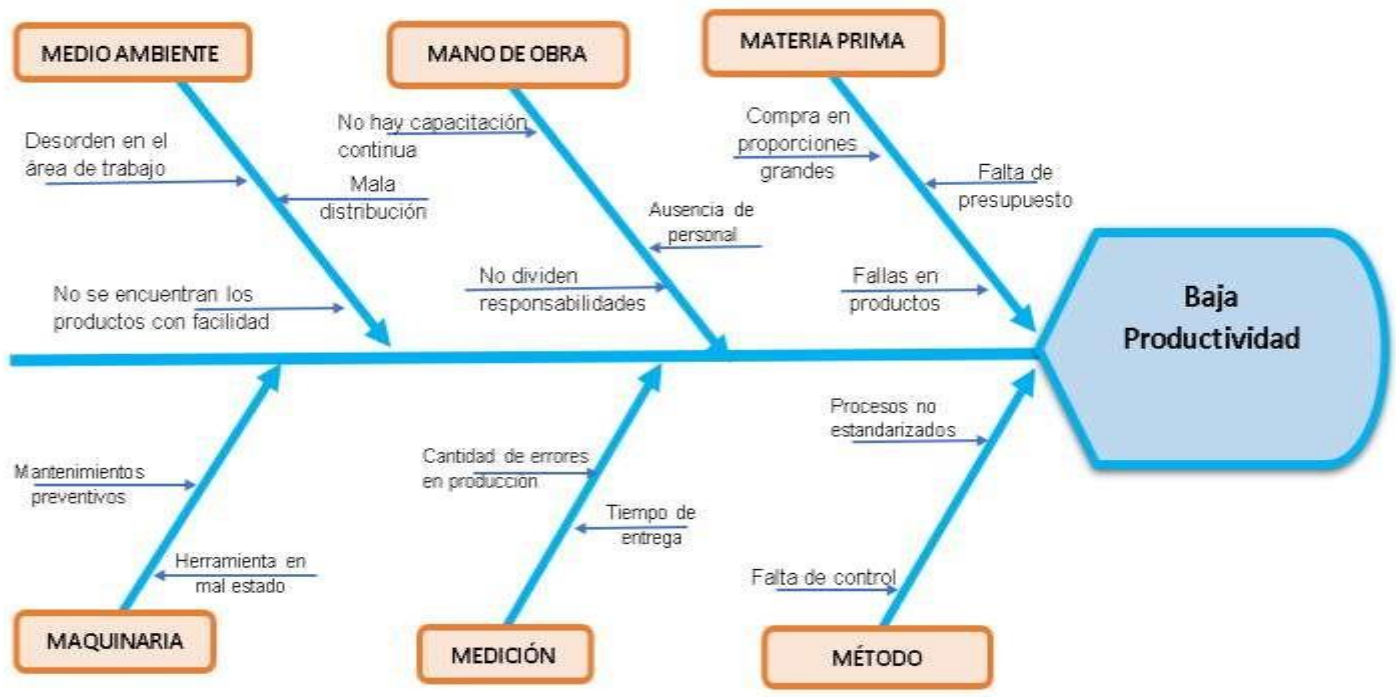 MEDIO AMBIENTE
MANO DE OBRA
MATERIA PRIMA
Desorden en el
área de trabajo
Mala
distribución
No se encuentran los
productos con facilidad
No hay capacitación
continua
Ausencia de
personal
No dividen
responsabilidades
Compra en
proporciones
grandes
Falta de
presupuesto
Fallas en
productos
Baja
Productividad
Mantenimientos
preventivos
Herramienta en
mal estado
Cantidad de errores
en producción
Tiempo de
entrega
Procesos no
estandarizados
Falta de control
MAQUINARIA
MEDICIÓN
MÉTODO